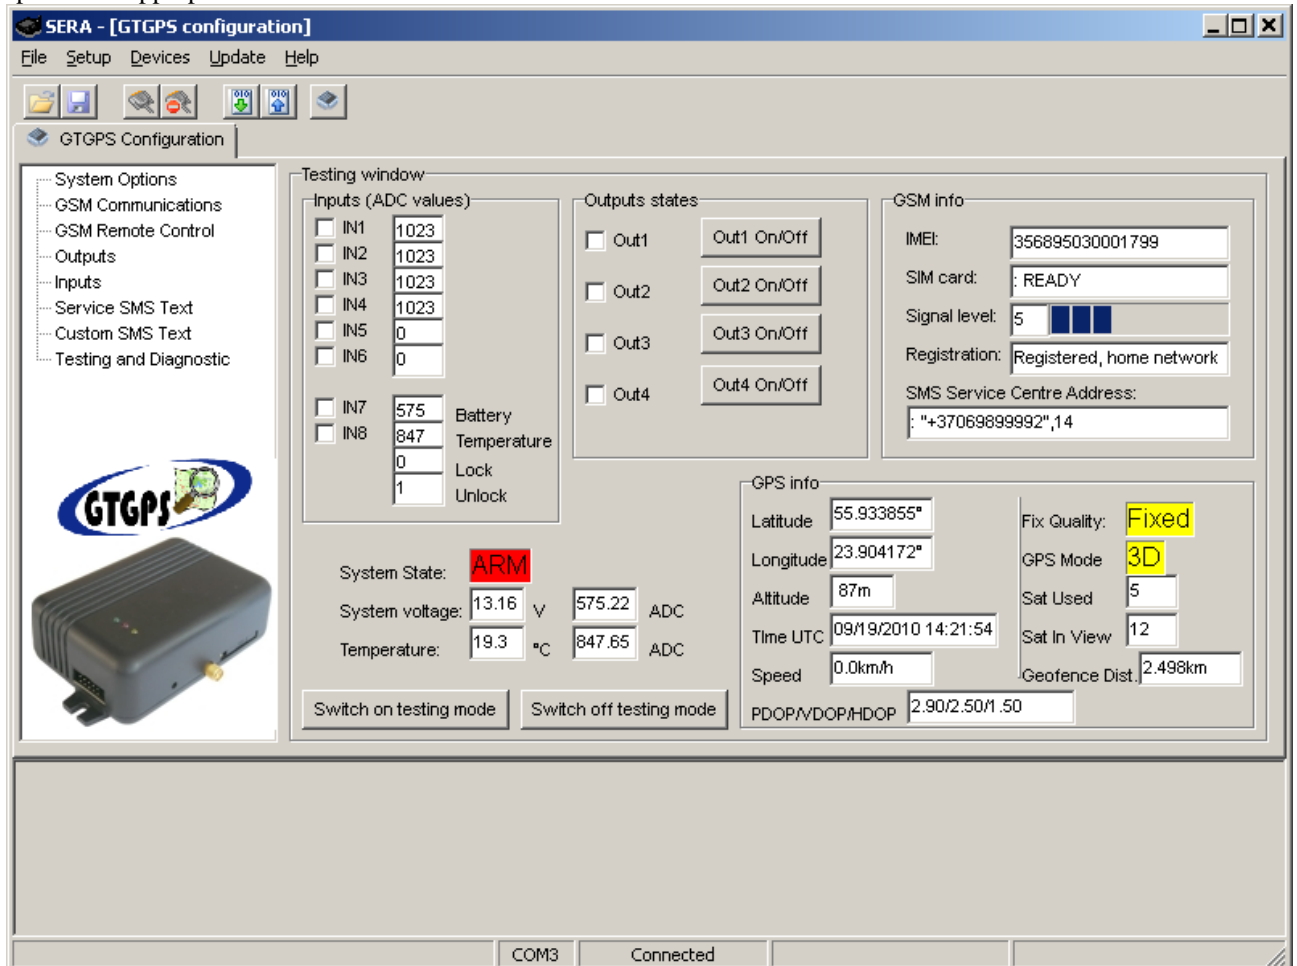 SERA - [GTGPS configuration]
File Setup Devices Update Help
GTGPS Configuration
System Options
GSM Communications
GSM Remote Control
Outputs
Inputs
Service SMS Text
Custom SMS Text
Testing and Diagnostic
GTGPS
Testing window
Inputs (ADC values)
IN1 1023
IN2 1023
IN3 1023
IN4 1023
IN5 0
IN6 0
IN7 575 Battery
IN8 847 Temperature
0 Lock
1 Unlock
Outputs states
Out1 Out1 On/Off
Out2 Out2 On/Off
Out3 Out3 On/Off
Out4 Out4 On/Off
GSM info
IMEI: 356895030001799
SIM card: : READY
Signal level: 5
Registration: Registered, home network
SMS Service Centre Address:
: "+37069899992",14
System State: ARM
System voltage: 13.16 V 575.22 ADC
Temperature: 19.3 °C 847.65 ADC
Switch on testing mode Switch off testing mode
GPS info
Latitude 55.933855°
Longitude 23.904172°
Altitude 87m
TIme UTC 09/19/2010 14:21:54
Speed 0.0km/h
PDOP/VDOP/HDOP 2.90/2.50/1.50
Fix Quality: Fixed
GPS Mode 3D
Sat Used 5
Sat In View 12
Geofence Dist. 2.498km
COM3 Connected